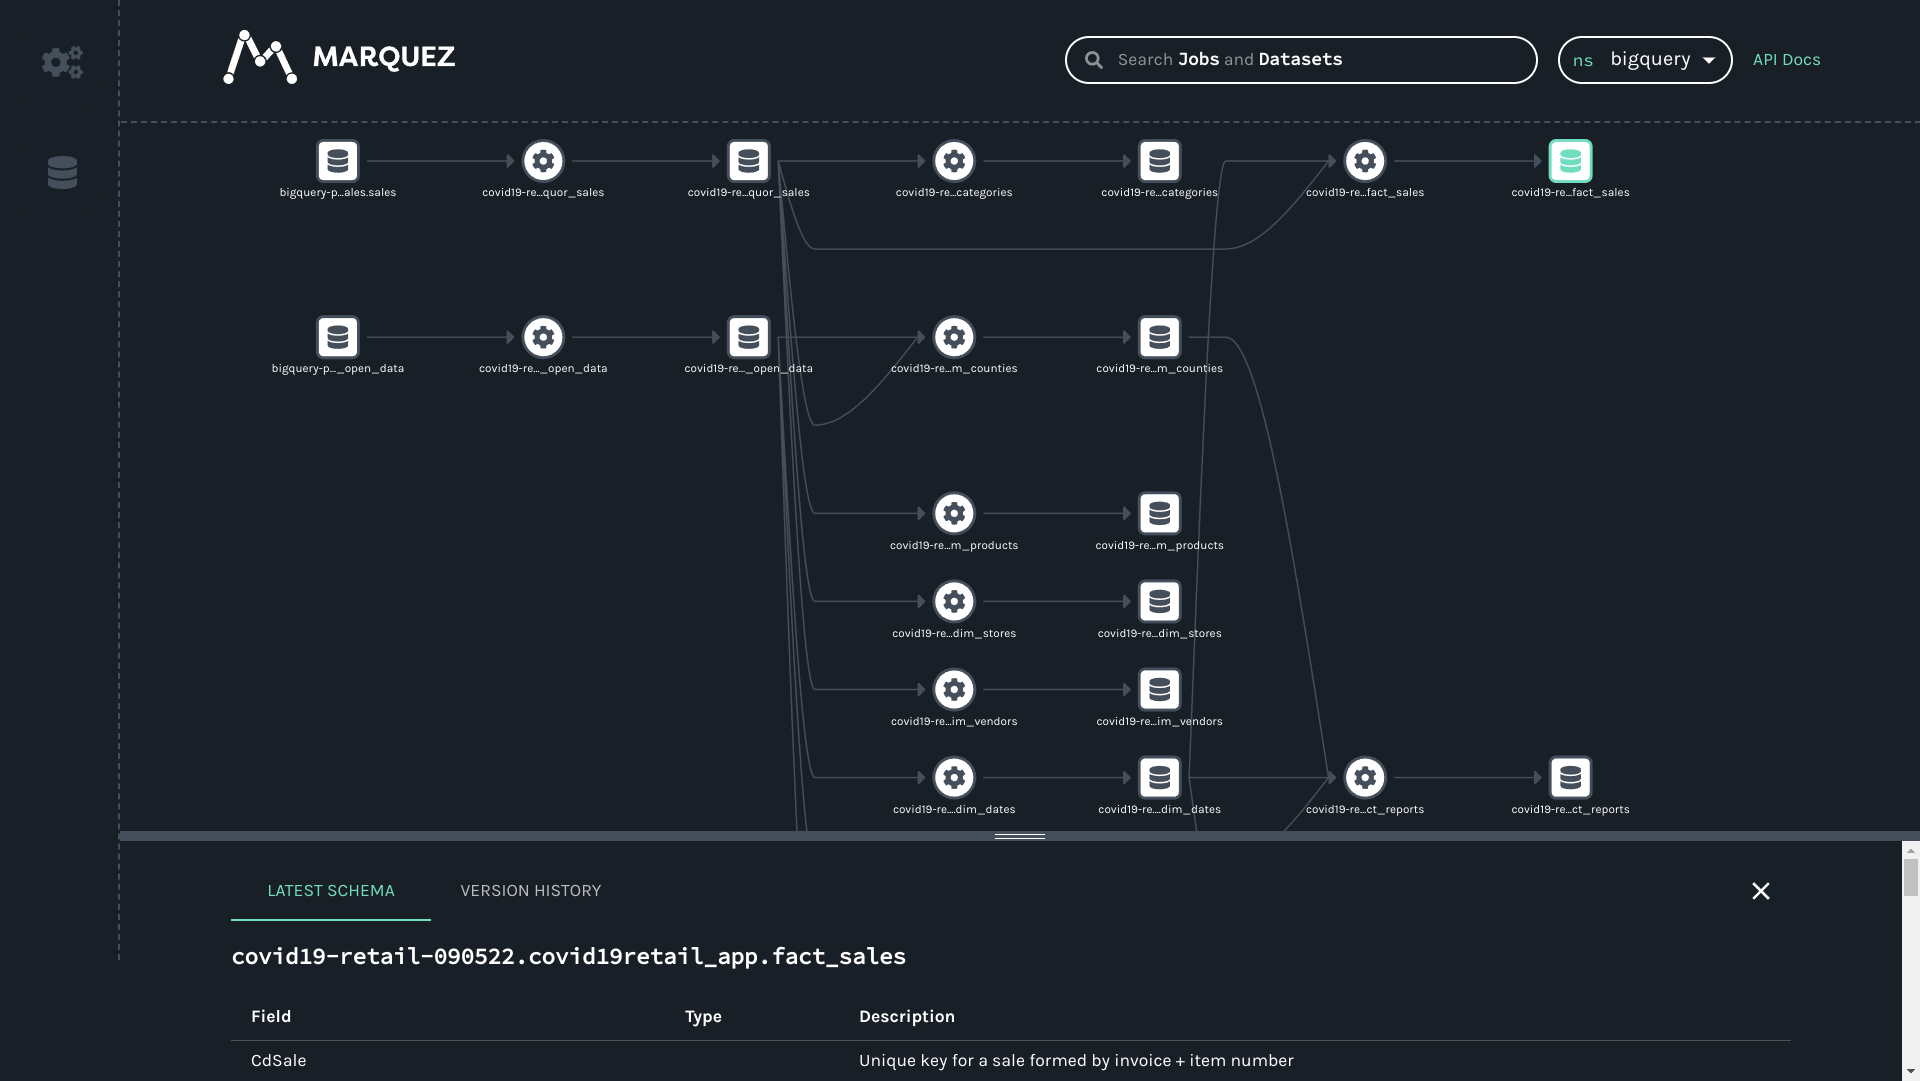 MARQUEZ
Search Jobs and Datasets
ns bigquery
API Docs
bigquery-p...ales.sales
covid19-re...quor_sales
covid19-re...quor_sales
covid19-re...categories
covid19-re...categories
covid19-re...fact_sales
covid19-re...fact_sales
bigquery-p..._open_data
covid19-re..._open_data
covid19-re..._open_data
covid19-re...m_counties
covid19-re...m_counties
covid19-re...m_products
covid19-re...m_products
covid19-re...dim_stores
covid19-re...dim_stores
covid19-re...im_vendors
covid19-re...im_vendors
covid19-re....dim_dates
covid19-re....dim_dates
covid19-re...ct_reports
covid19-re...ct_reports
LATEST SCHEMA
VERSION HISTORY
covid19-retail-090522.covid19retail_app.fact_sales
Field Type Description
CdSale Unique key for a sale formed by invoice + item number